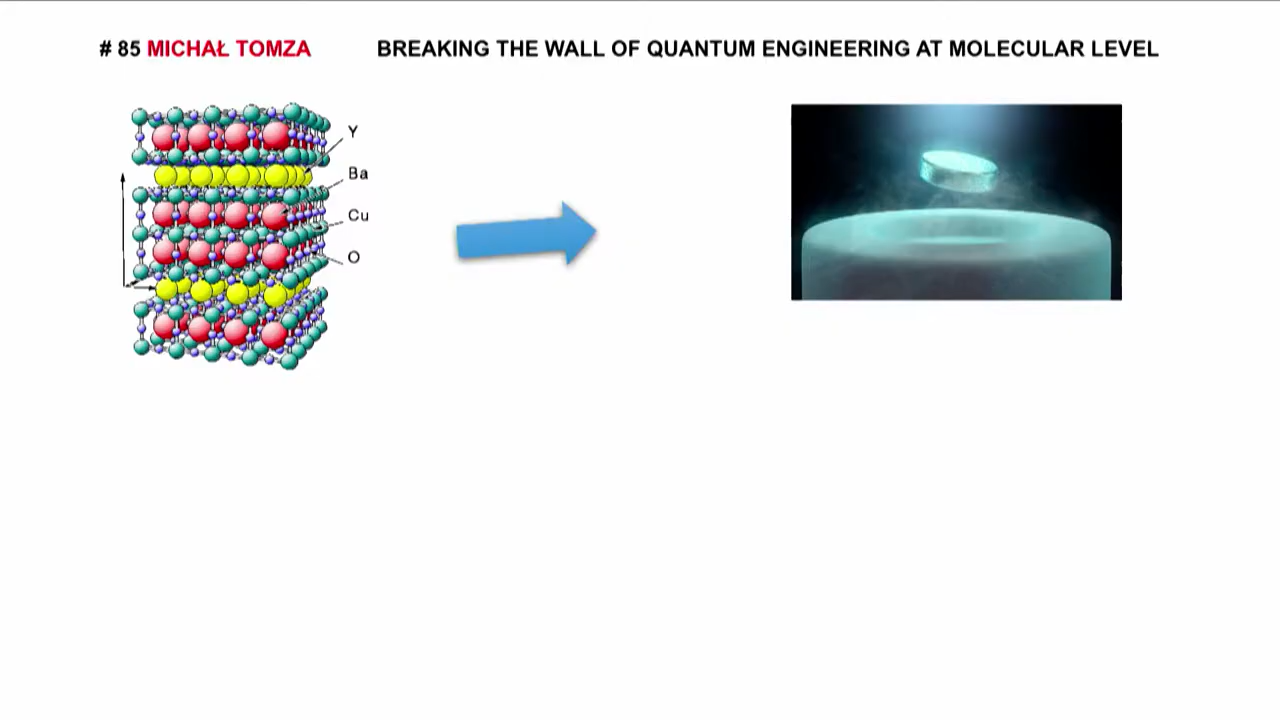 # 85 MICHAŁ TOMZA BREAKING THE WALL OF QUANTUM ENGINEERING AT MOLECULAR LEVEL
Y
Ba
Cu
O